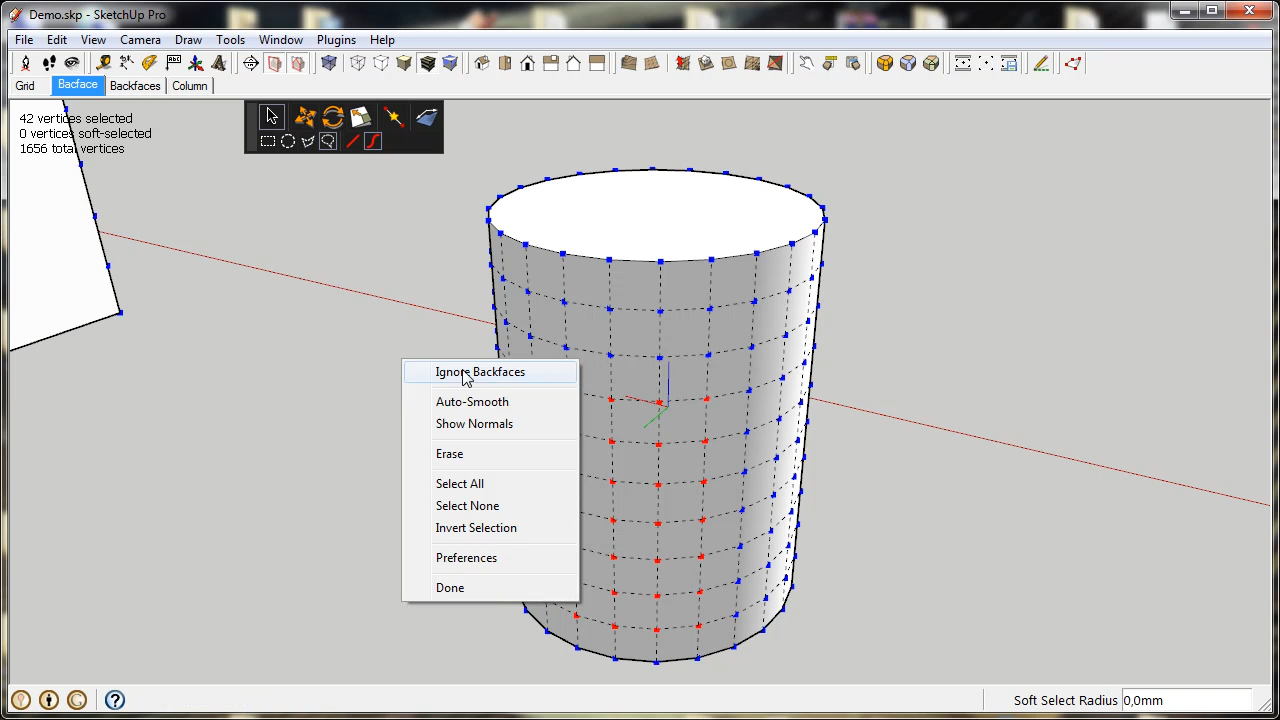 Demo.skp - SketchUp Pro
File Edit View Camera Draw Tools Window Plugins Help
Grid Bacface Backfaces Column
42 vertices selected
0 vertices soft-selected
1656 total vertices
Ignore Backfaces
Auto-Smooth
Show Normals
Erase
Select All
Select None
Invert Selection
Preferences
Done
Soft Select Radius 0,0mm